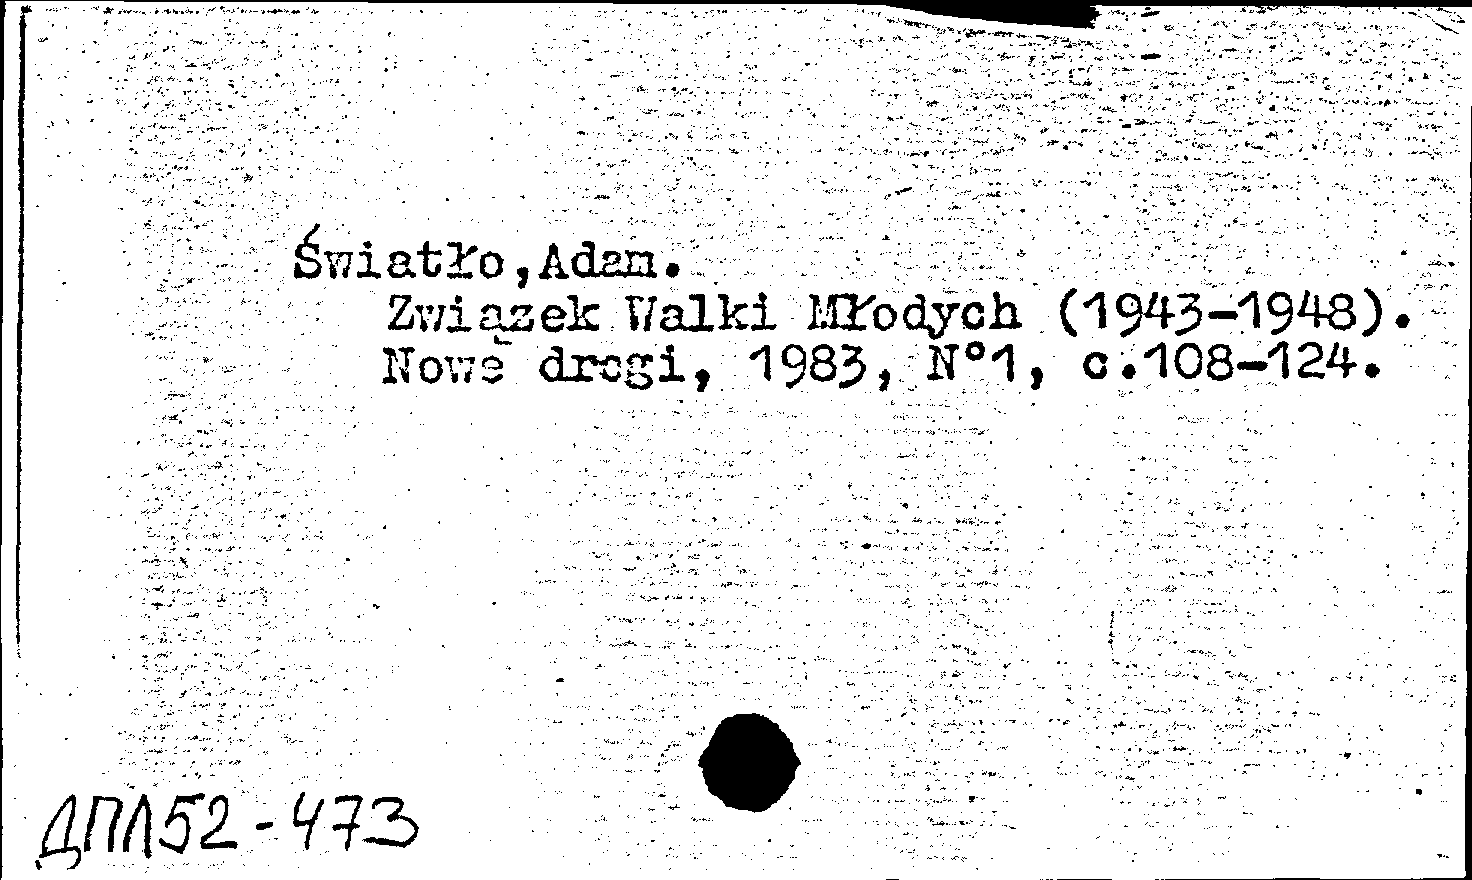 Światło,Adam.
Związek Walki Młodych (1943-1948).
Nowe drogi, 1983, N°1, с.108-124.
ДПЛ52-473